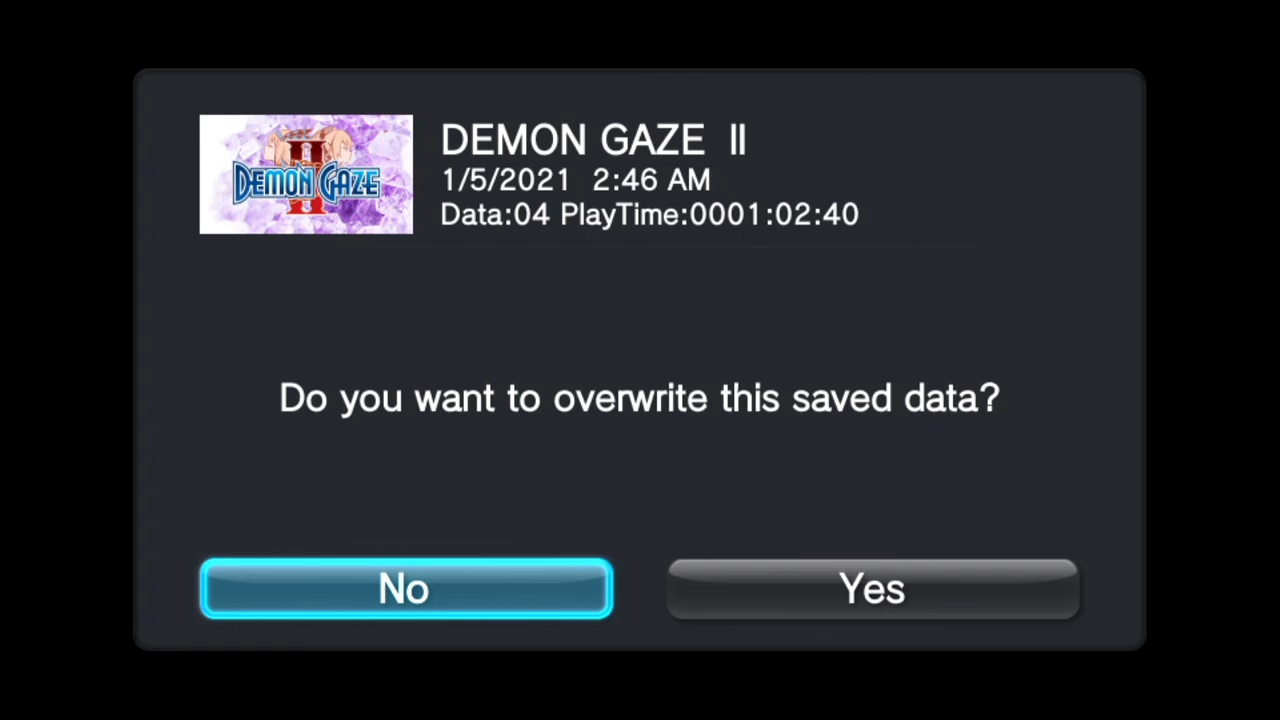 II
DEMON GAZE
DEMON GAZE Ⅱ
1/5/2021 2:46 AM
Data:04 PlayTime:0001:02:40
Do you want to overwrite this saved data?
No
Yes